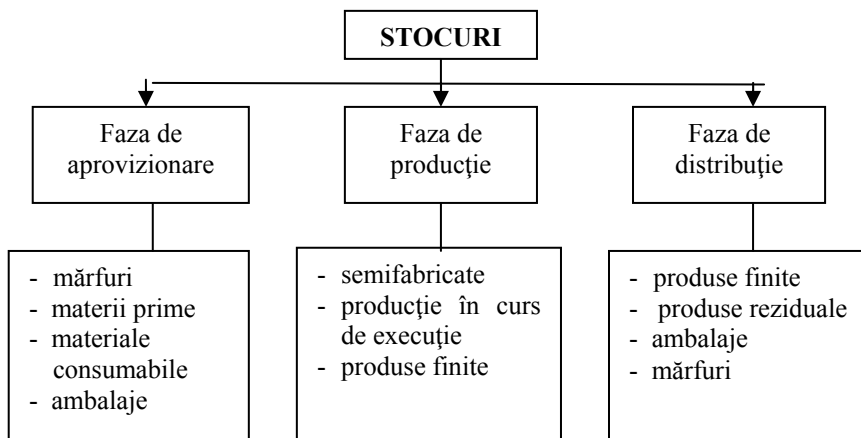 STOCURI
Faza de
aprovizionare
Faza de
producţie
Faza de
distribuţie
- mărfuri
- materii prime
- materiale
consumabile
- ambalaje
- semifabricate
- producţie în curs
de execuţie
- produse finite
- produse finite
- produse reziduale
- ambalaje
- mărfuri